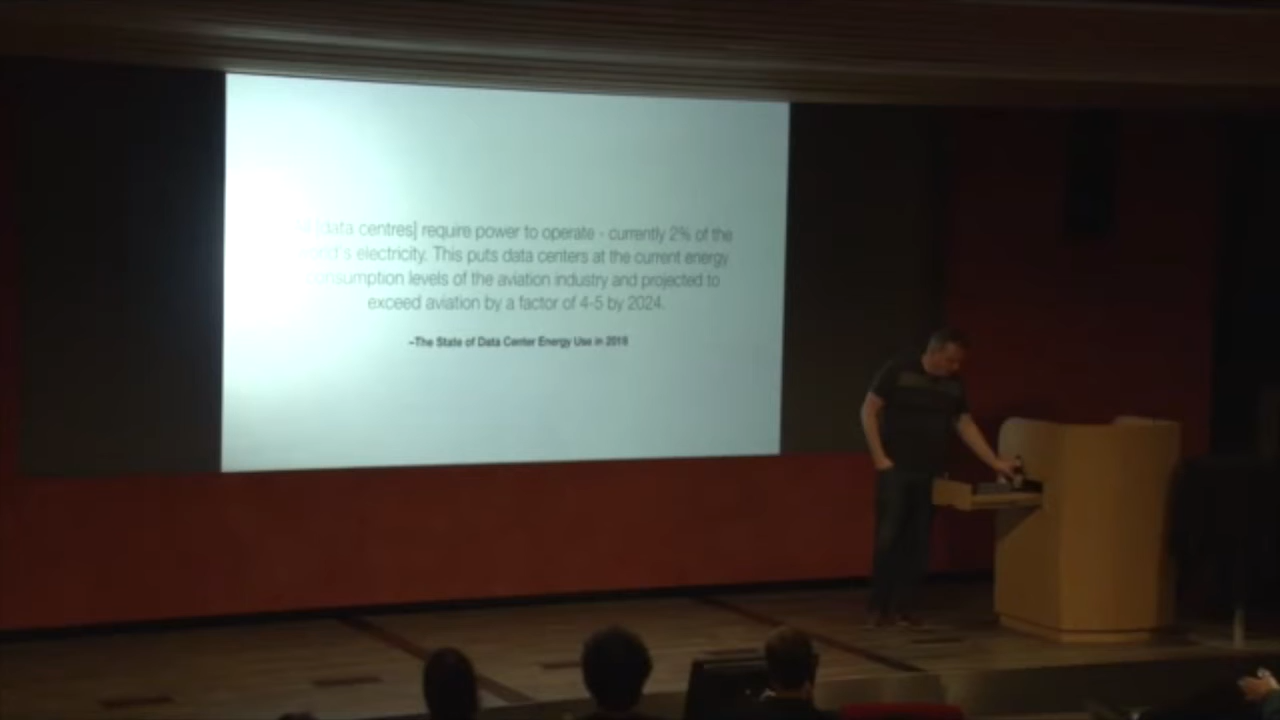 [data centres] require power to operate - currently 2% of the
world's electricity. This puts data centers at the current energy
consumption levels of the aviation industry and projected to
exceed aviation by a factor of 4-5 by 2024.
–The State of Data Center Energy Use in 2018